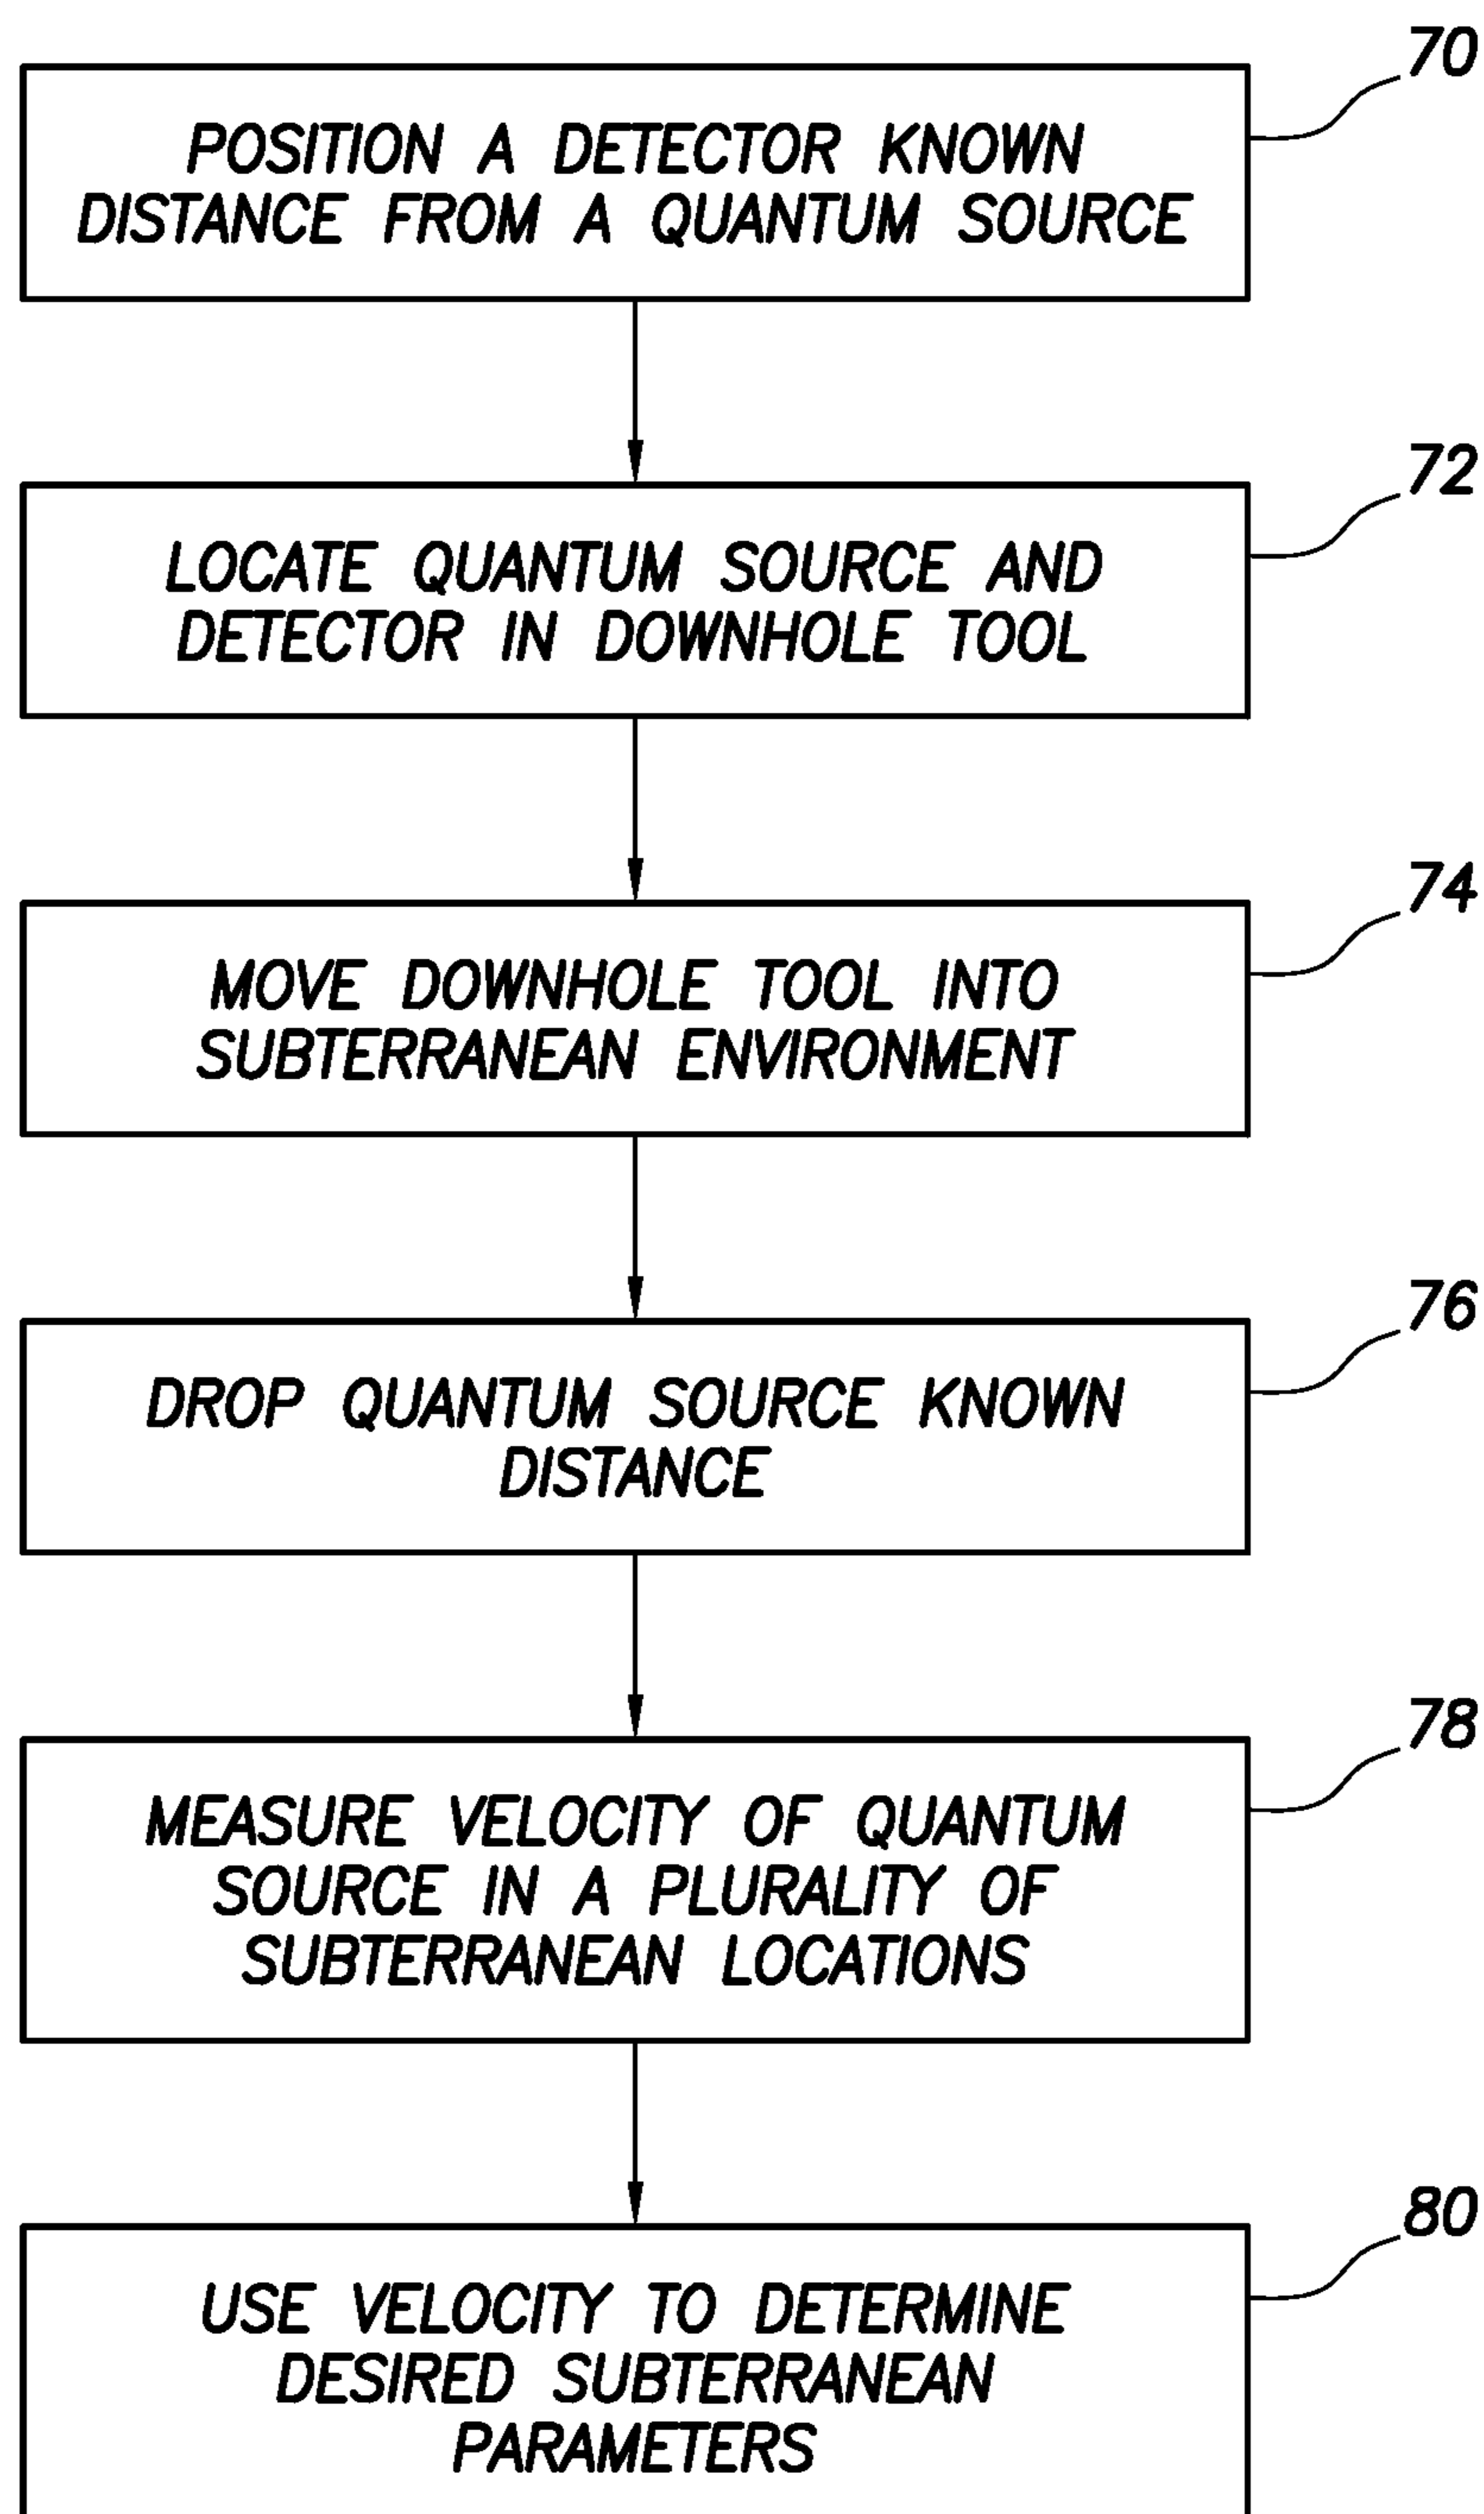 70
POSITION A DETECTOR KNOWN
DISTANCE FROM A QUANTUM SOURCE
72
LOCATE QUANTUM SOURCE AND
DETECTOR IN DOWNHOLE TOOL
74
MOVE DOWNHOLE TOOL INTO
SUBTERRANEAN ENVIRONMENT
76
DROP QUANTUM SOURCE KNOWN
DISTANCE
78
MEASURE VELOCITY OF QUANTUM
SOURCE IN A PLURALITY OF
SUBTERRANEAN LOCATIONS
80
USE VELOCITY TO DETERMINE
DESIRED SUBTERRANEAN
PARAMETERS